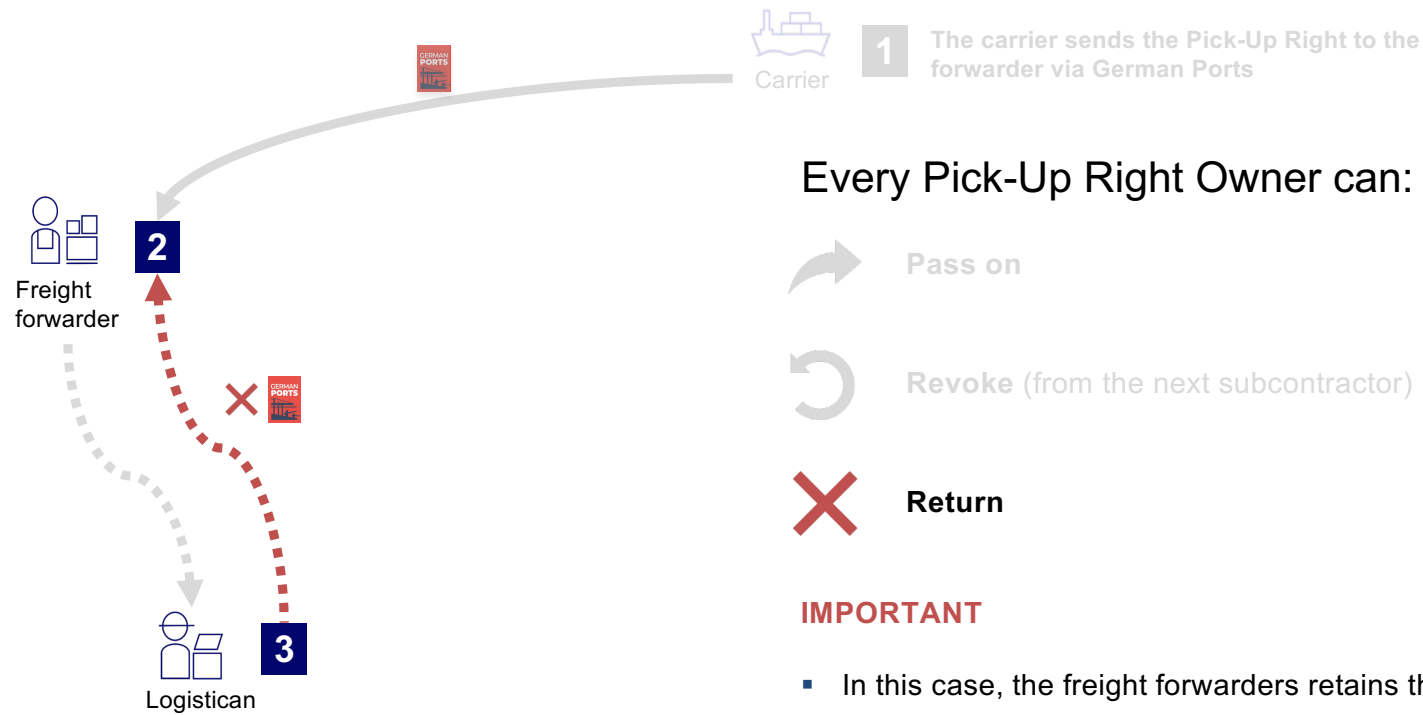 GERMAN
PORTS
Carrier
1
The carrier sends the Pick-Up Right to the
forwarder via German Ports
Every Pick-Up Right Owner can:
2
Freight
forwarder
Pass on
Revoke (from the next subcontractor)
GERMAN
PORTS
Return
IMPORTANT
3
Logistican
In this case, the freight forwarders retains